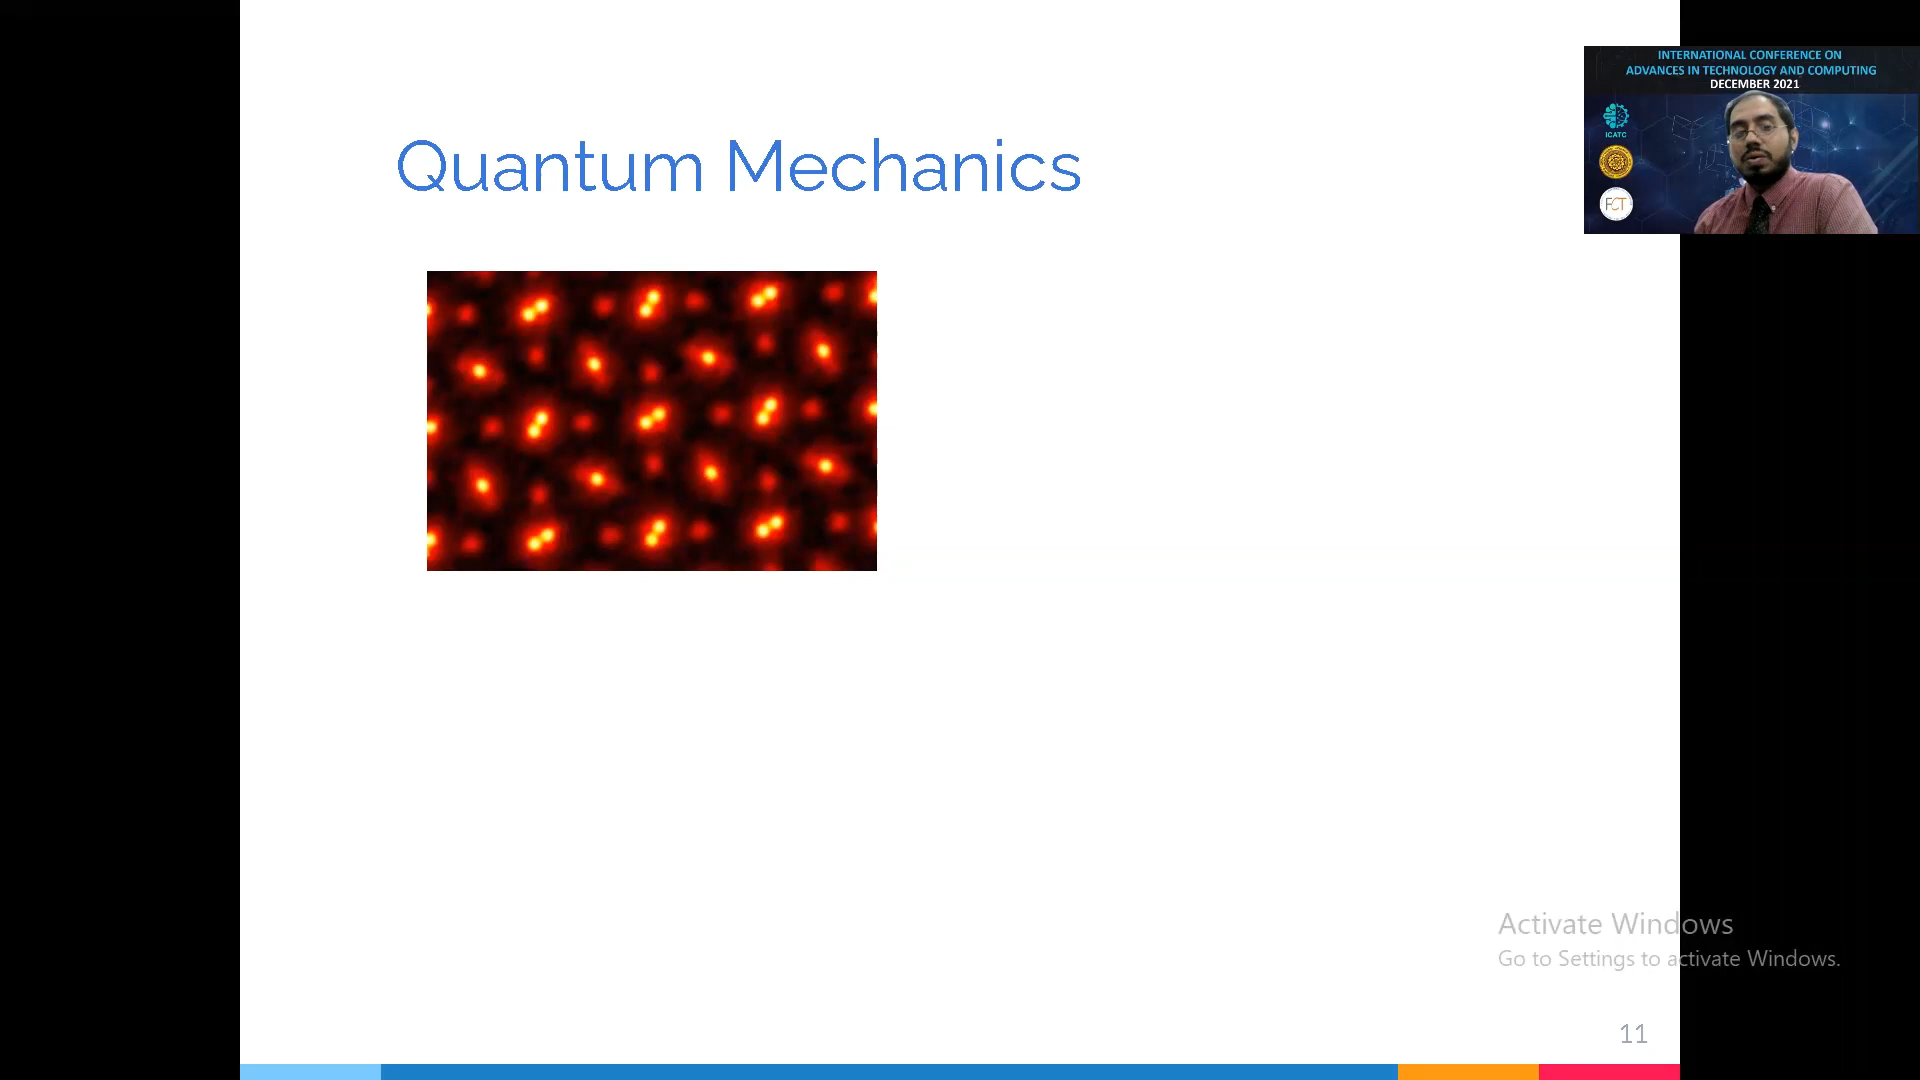 INTERNATIONAL CONFERENCE ON
ADVANCES IN TECHNOLOGY AND COMPUTING
DECEMBER 2021
ICATC
FCT
Quantum Mechanics
Activate Windows
Go to Settings to activate Windows.
11